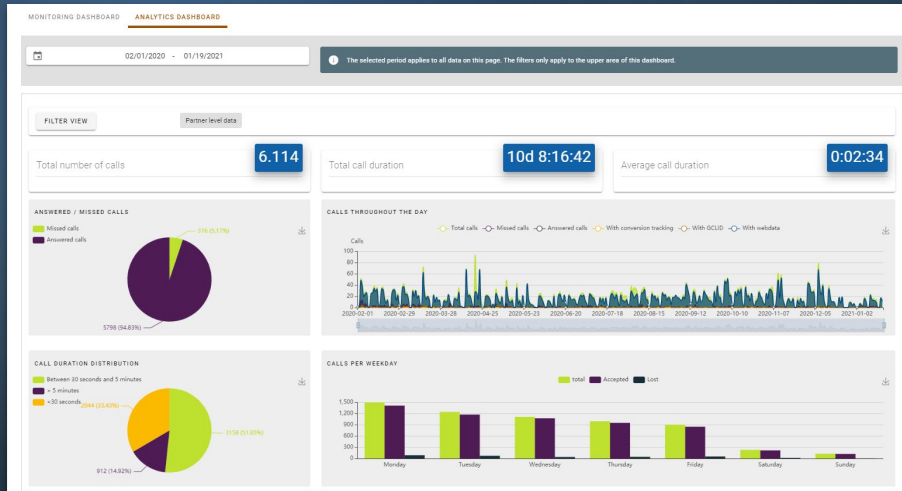 MONITORING DASHBOARD ANALYTICS DASHBOARD
02/01/2020 - 01/19/2021
The selected period applies to all data on this page. The filters only apply to the upper area of this dashboard.
FILTER VIEW Partner level data
Total number of calls 6.114
Total call duration 10d 8:16:42
Average call duration 0:02:34
ANSWERED / MISSED CALLS
Missed calls
Answered calls
316 (5.17%)
5798 (94.83%)
CALLS THROUGHOUT THE DAY
Total calls Missed calls Answered calls With conversion tracking With GCLID With webdata
Calls
100
80
60
40
20
0
2020-02-01 2020-02-29 2020-03-28 2020-04-25 2020-05-23 2020-06-20 2020-07-18 2020-08-15 2020-09-12 2020-10-10 2020-11-07 2020-12-05 2021-01-02
CALL DURATION DISTRIBUTION
Between 30 seconds and 5 minutes
> 5 minutes
<30 seconds
(33.43%)
(51.65%)
912 (14.92%)
CALLS PER WEEKDAY
total Accepted Lost
1,500
1,200
900
600
300
0
Monday Tuesday Wednesday Thursday Friday Saturday Sunday